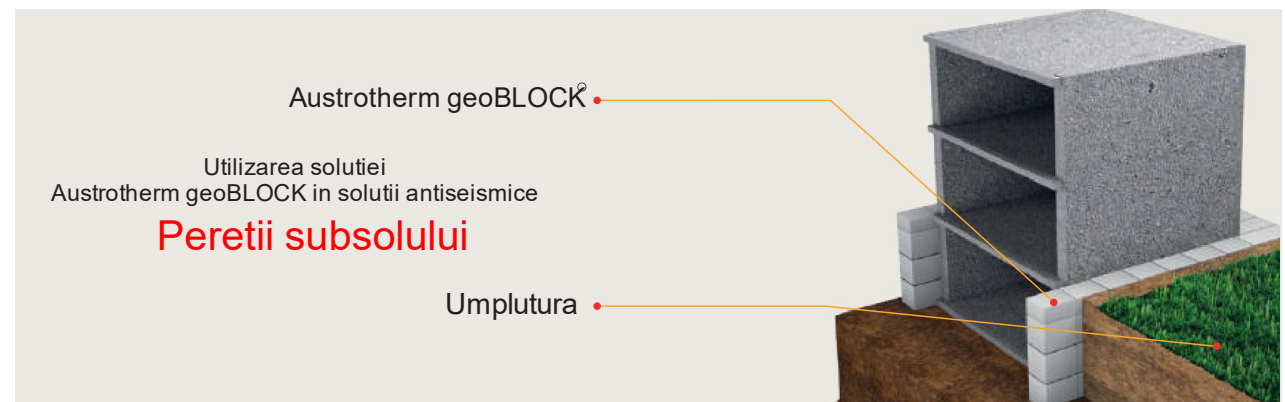 Austrotherm geoBLOCK°
Utilizarea solutiei
Austrotherm geoBLOCK in solutii antiseismice
Peretii subsolului
Umplutura